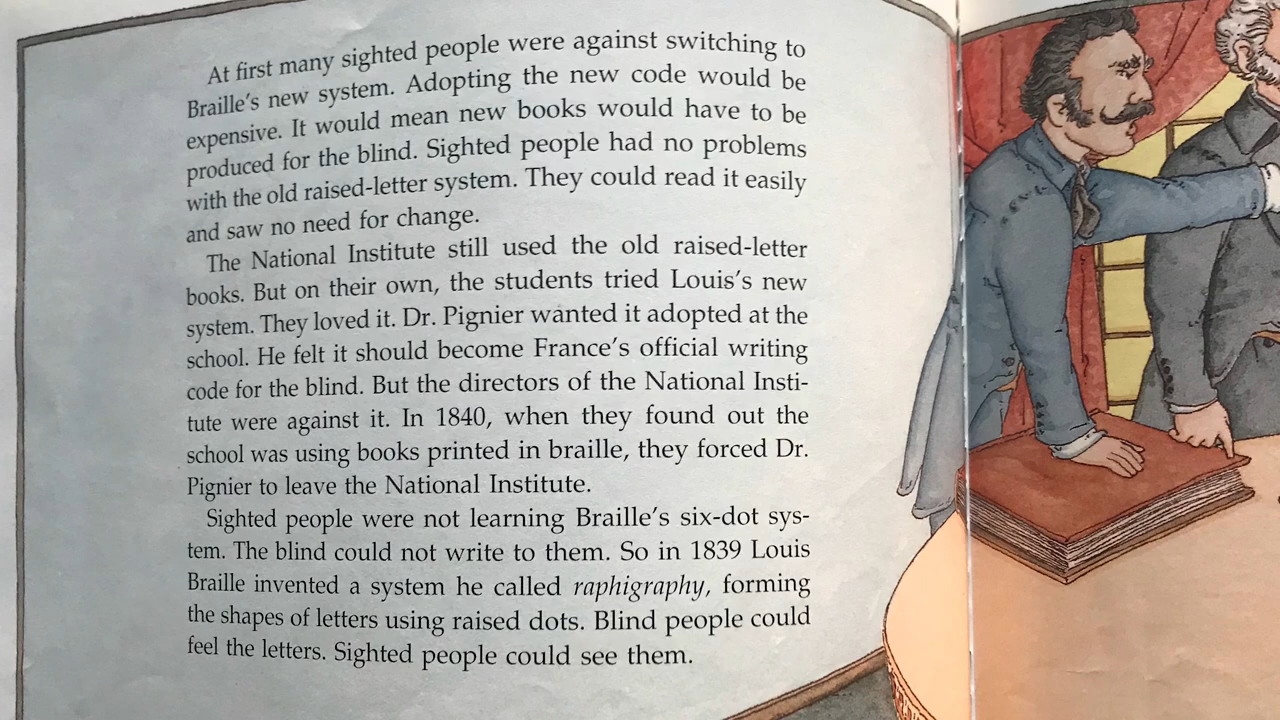 At first many sighted people were against switching to
Braille's new system. Adopting the new code would be
expensive. It would mean new books would have to be
produced for the blind. Sighted people had no problems
with the old raised-letter system. They could read it easily
and saw no need for change.
The National Institute still used the old raised-letter
books. But on their own, the students tried Louis's new
system. They loved it. Dr. Pignier wanted it adopted at the
school. He felt it should become France's official writing
code for the blind. But the directors of the National Insti-
tute were against it. In 1840, when they found out the
school was using books printed in braille, they forced Dr.
Pignier to leave the National Institute.
Sighted people were not learning Braille's six-dot sys-
tem. The blind could not write to them. So in 1839 Louis
Braille invented a system he called raphigraphy, forming
the shapes of letters using raised dots. Blind people could
feel the letters. Sighted people could see them.